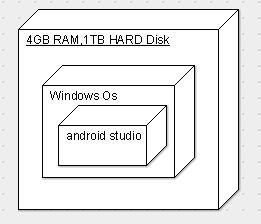 4GB RAM,1TB HARD Disk
Windows Os
android studio